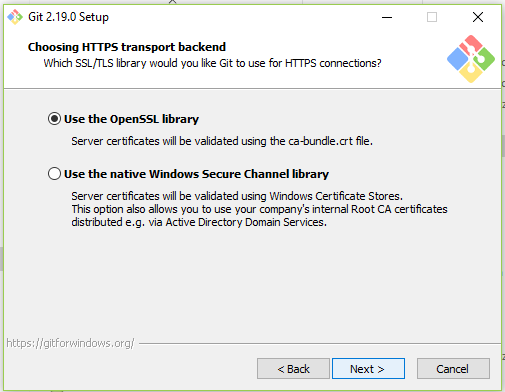 Git 2.19.0 Setup
Choosing HTTPS transport backend
Which SSL/TLS library would you like Git to use for HTTPS connections?
Use the OpenSSL library
Server certificates will be validated using the ca-bundle.crt file.
Use the native Windows Secure Channel library
Server certificates will be validated using Windows Certificate Stores.
This option also allows you to use your company's internal Root CA certificates
distributed e.g. via Active Directory Domain Services.
https://gitforwindows.org/
< Back
Next >
Cancel